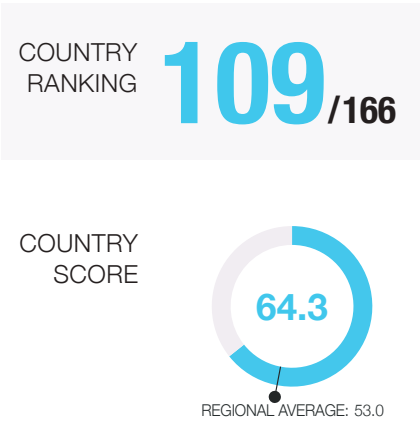 COUNTRY
RANKING
109/166
COUNTRY
SCORE
64.3
REGIONAL AVERAGE: 53.0